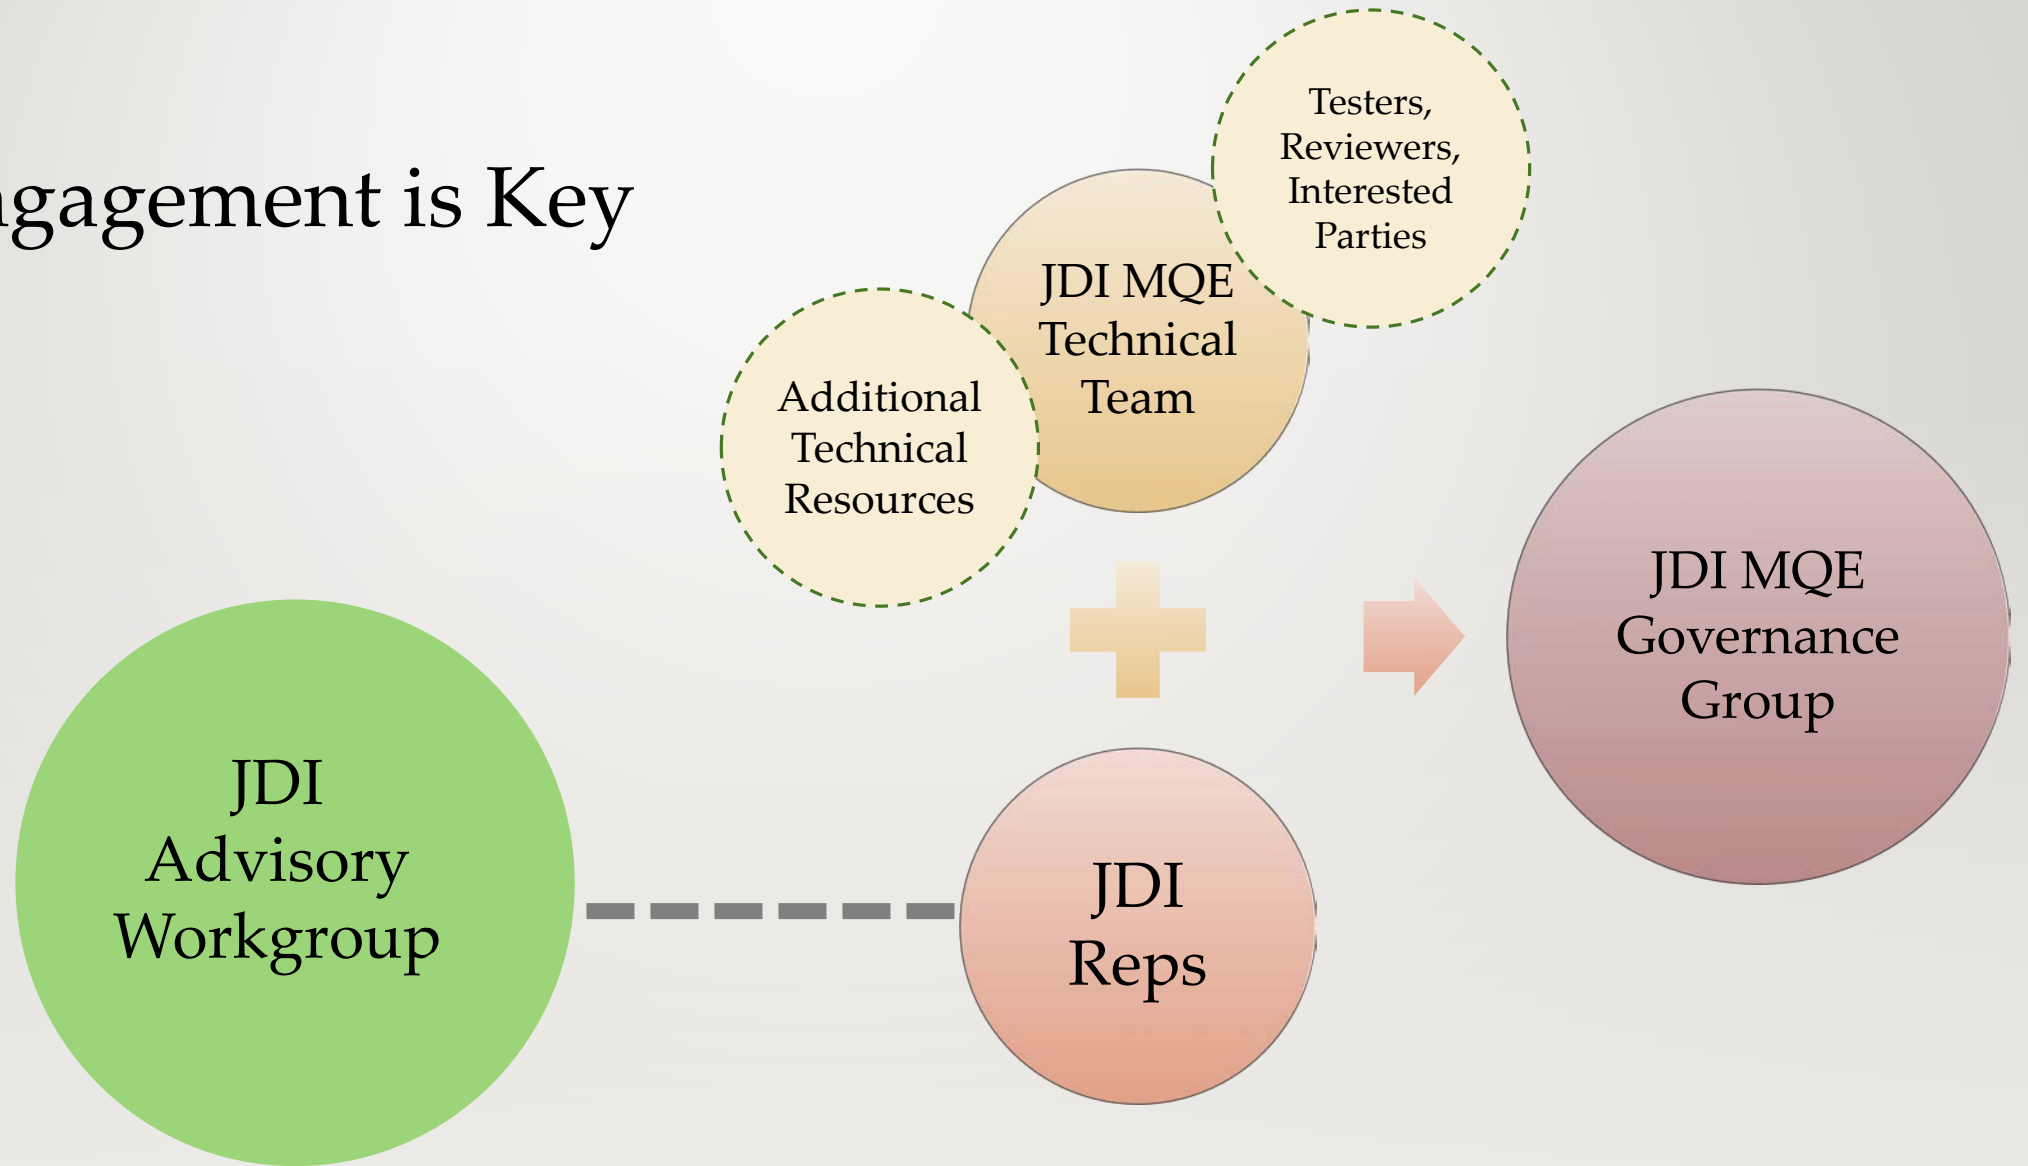 ngagement is Key
Testers,
Reviewers,
Interested
Parties
JDI MQE
Technical
Team
Additional
Technical
Resources
JDI MQE
Governance
Group
JDI
Advisory
Workgroup
JDI
Reps